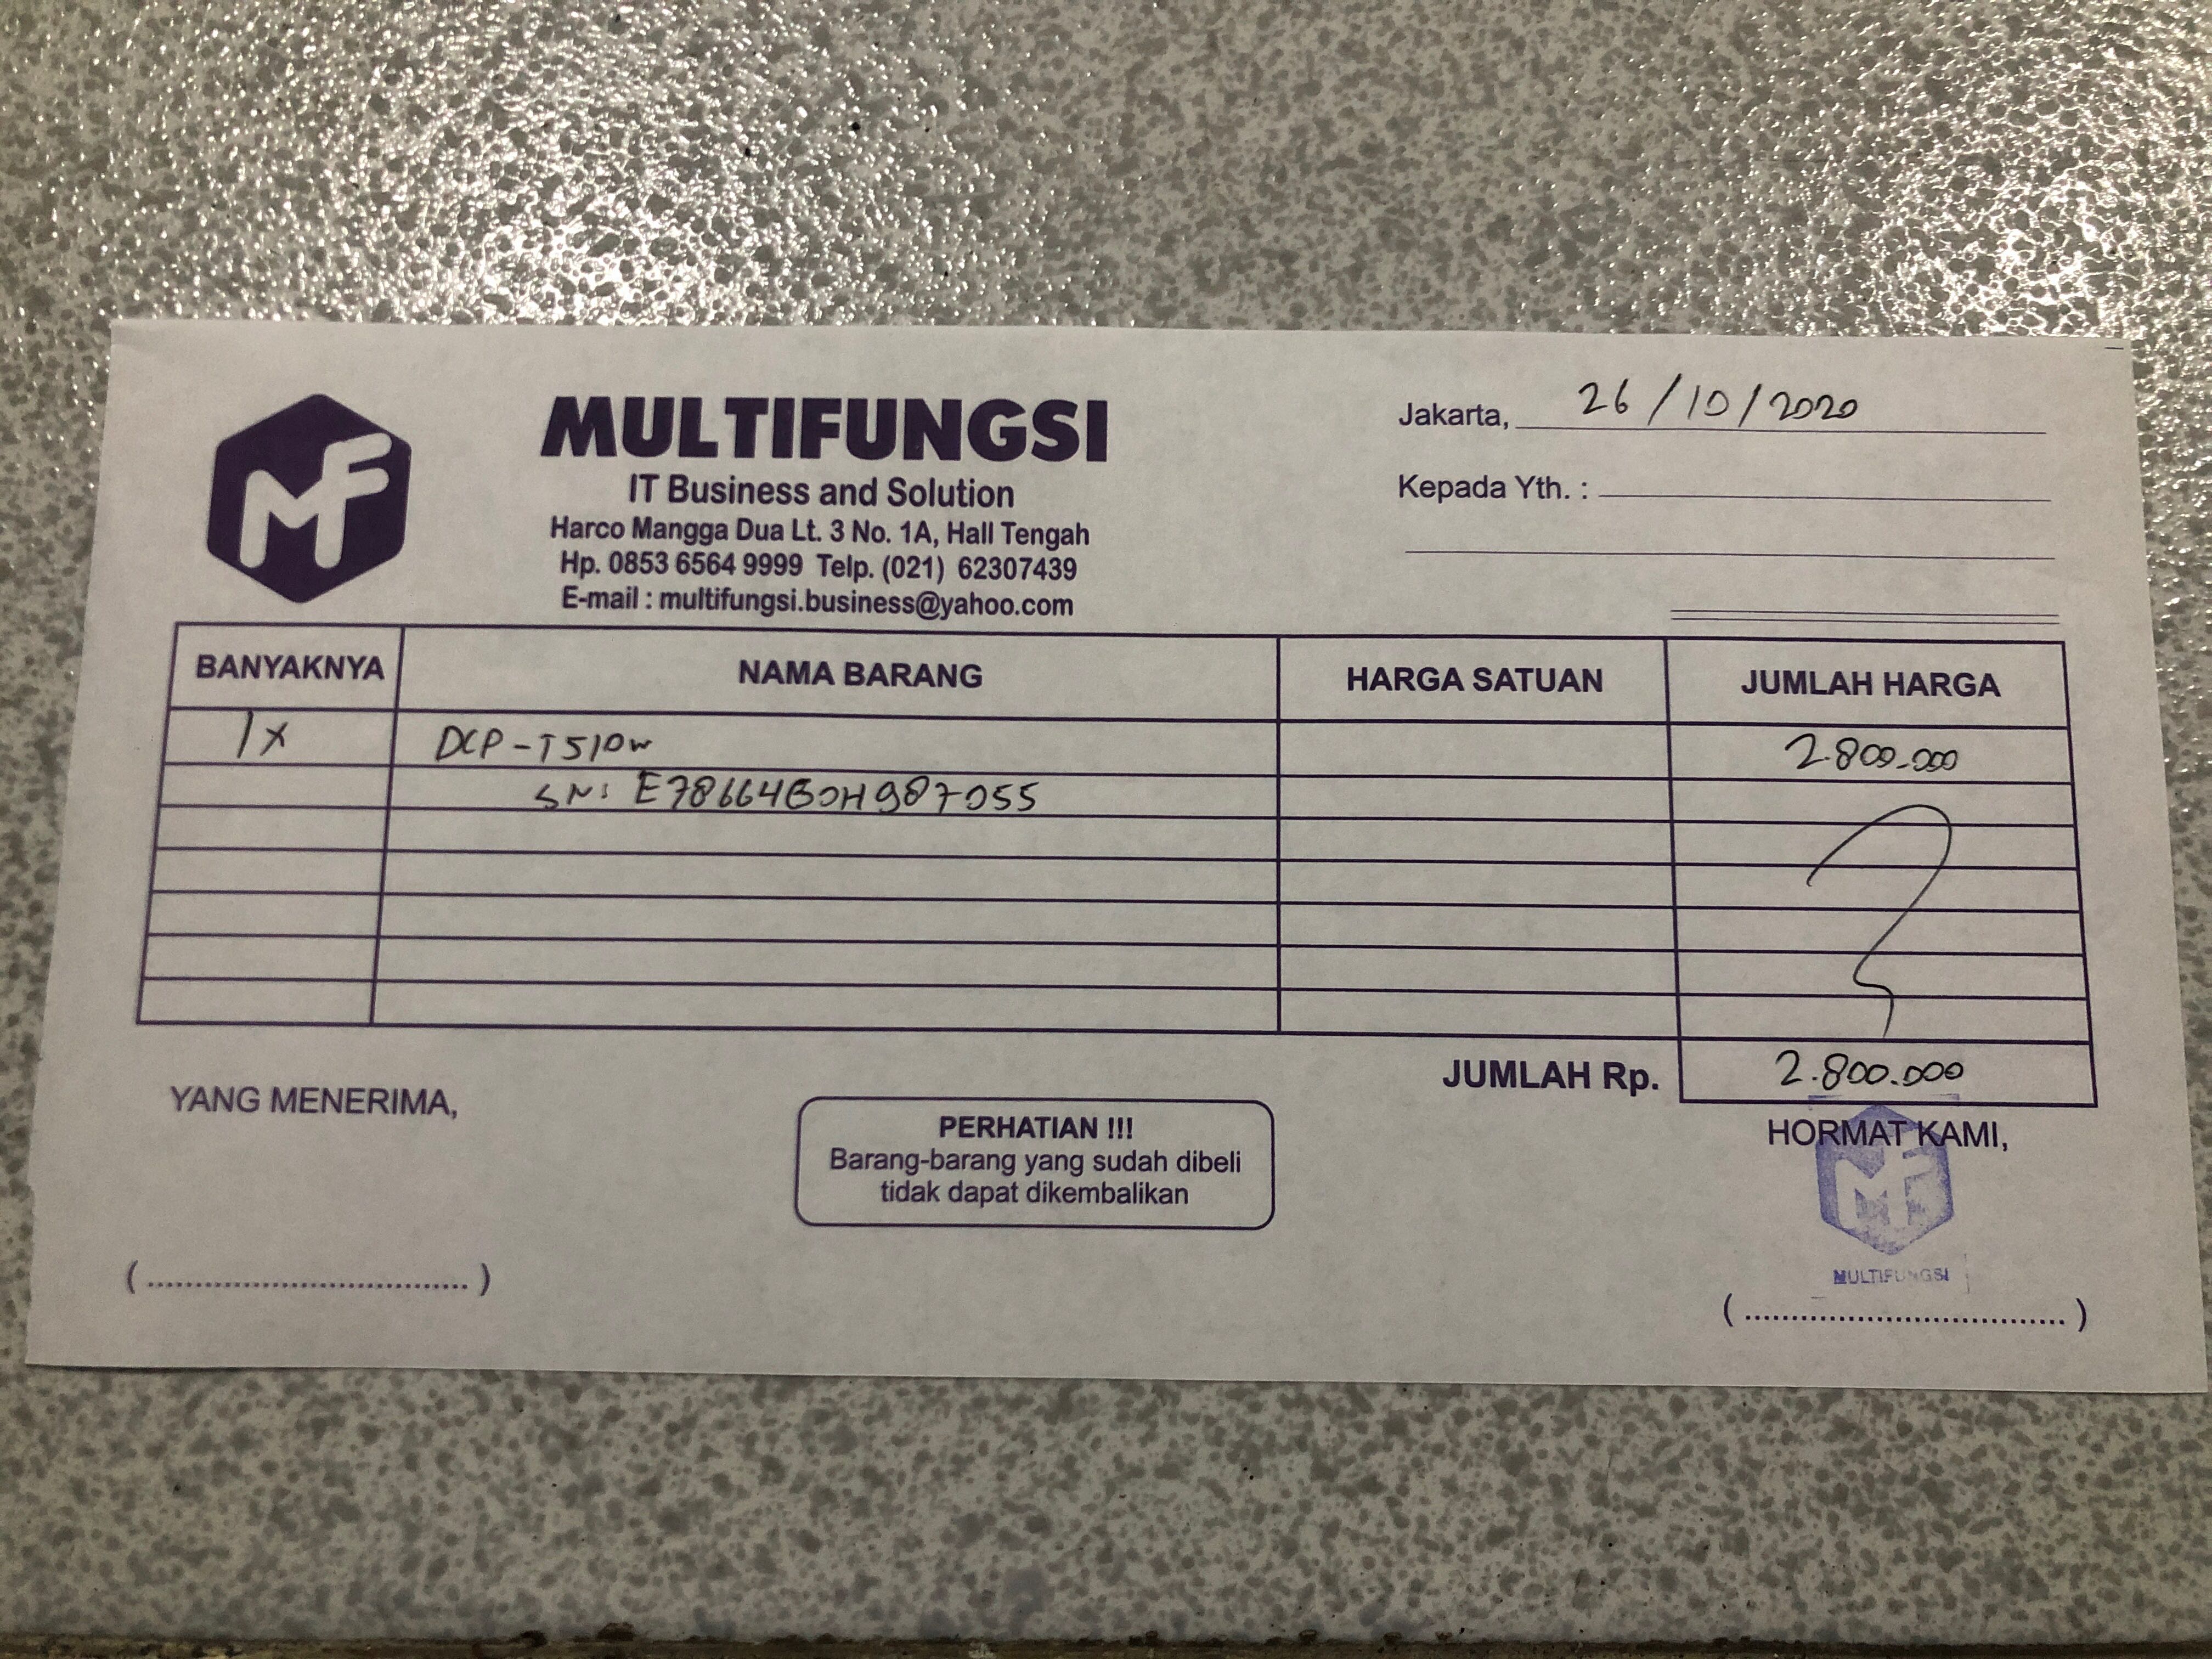 MF
MULTIFUNGSI
IT Business and Solution
Harco Mangga Dua Lt. 3 No. 1A, Hall Tengah
Hp. 0853 6564 9999 Telp. (021) 62307439
E-mail : multifungsi.business@yahoo.com
Jakarta, 26/10/2020
Kepada Yth. :
BANYAKNYA NAMA BARANG HARGA SATUAN JUMLAH HARGA
1x DCP-T510w 2.800.000
SN: E78664B0H987055
JUMLAH Rp. 2.800.000
YANG MENERIMA,
PERHATIAN !!!
Barang-barang yang sudah dibeli
tidak dapat dikembalikan
HORMAT KAMI,
MF
MULTIFUNGSI
(..................................)
(..................................)